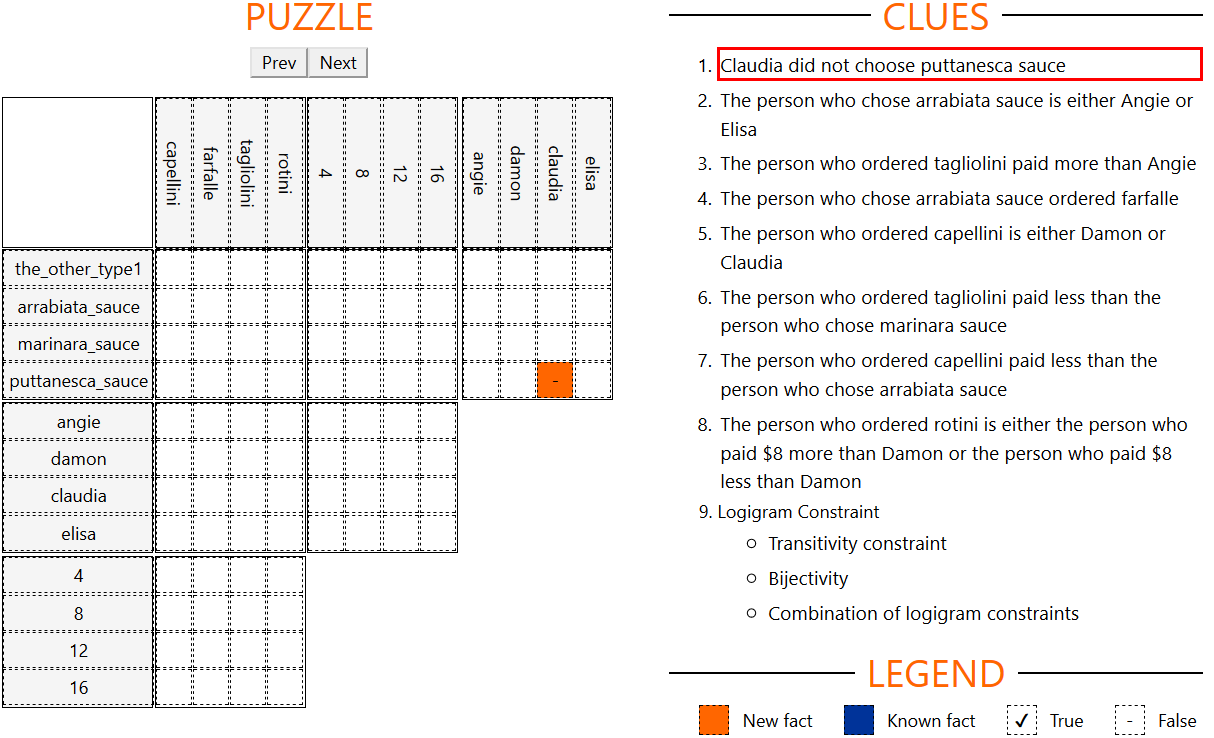 PUZZLE
Prev Next
capellini farfalle tagliolini rotini 4 8 12 16 angie damon claudia elisa
the_other_type1
arrabiata_sauce
marinara_sauce
puttanesca_sauce -
angie
damon
claudia
elisa
4
8
12
16
CLUES
1. Claudia did not choose puttanesca sauce
2. The person who chose arrabiata sauce is either Angie or
Elisa
3. The person who ordered tagliolini paid more than Angie
4. The person who chose arrabiata sauce ordered farfalle
5. The person who ordered capellini is either Damon or
Claudia
6. The person who ordered tagliolini paid less than the
person who chose marinara sauce
7. The person who ordered capellini paid less than the
person who chose arrabiata sauce
8. The person who ordered rotini is either the person who
paid $8 more than Damon or the person who paid $8
less than Damon
9. Logigram Constraint
Transitivity constraint
Bijectivity
Combination of logigram constraints
LEGEND
New fact Known fact ✓ True - False